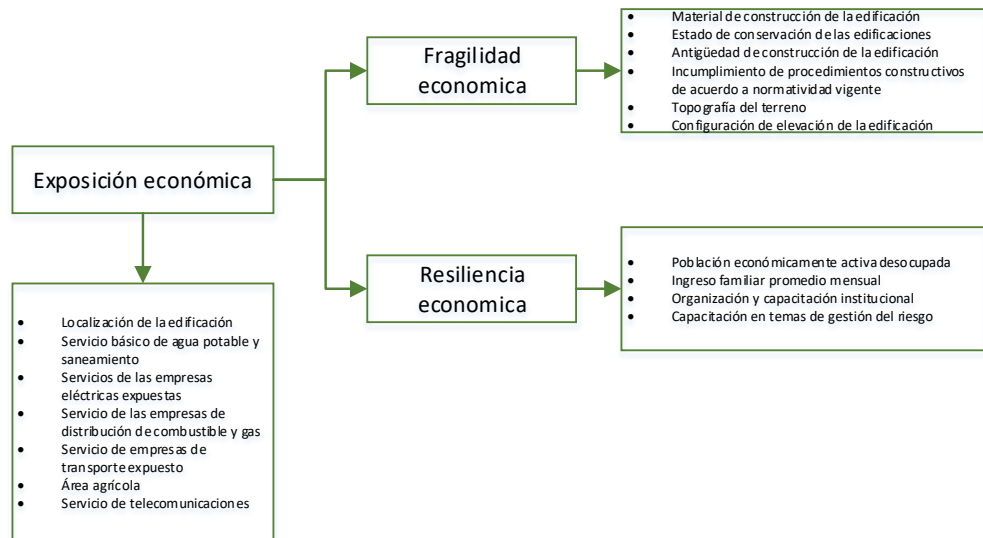 Exposición económica
• Localización de la edificación
• Servicio básico de agua potable y
saneamiento
• Servicios de las empresas
eléctricas expuestas
• Servicio de las empresas de
distribución de combustible y gas
• Servicio de empresas de
transporte expuesto
• Área agrícola
• Servicio de telecomunicaciones
Fragilidad
economica
• Material de construcción de la edificación
• Estado de conservación de las edificaciones
• Antigüedad de construcción de la edificación
• Incumplimiento de procedimientos constructivos
de acuerdo a normatividad vigente
• Topografía del terreno
• Configuración de elevación de la edificación
Resiliencia
economica
• Población económicamente activa desocupada
• Ingreso familiar promedio mensual
• Organización y capacitación institucional
• Capacitación en temas de gestión del riesgo